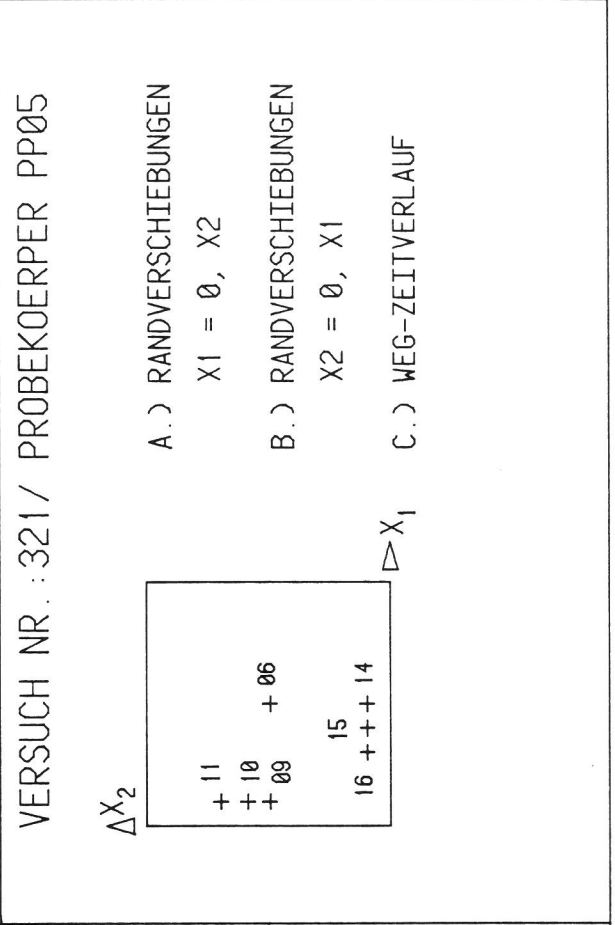 VERSUCH NR.:321/ PROBEKOERPER PP05
ΔX2
11
10
09
06
15
16
14
▷X1
A.) RANDVERSCHIEBUNGEN
X1 = 0, X2
B.) RANDVERSCHIEBUNGEN
X2 = 0, X1
C.) WEG-ZEITVERLAUF